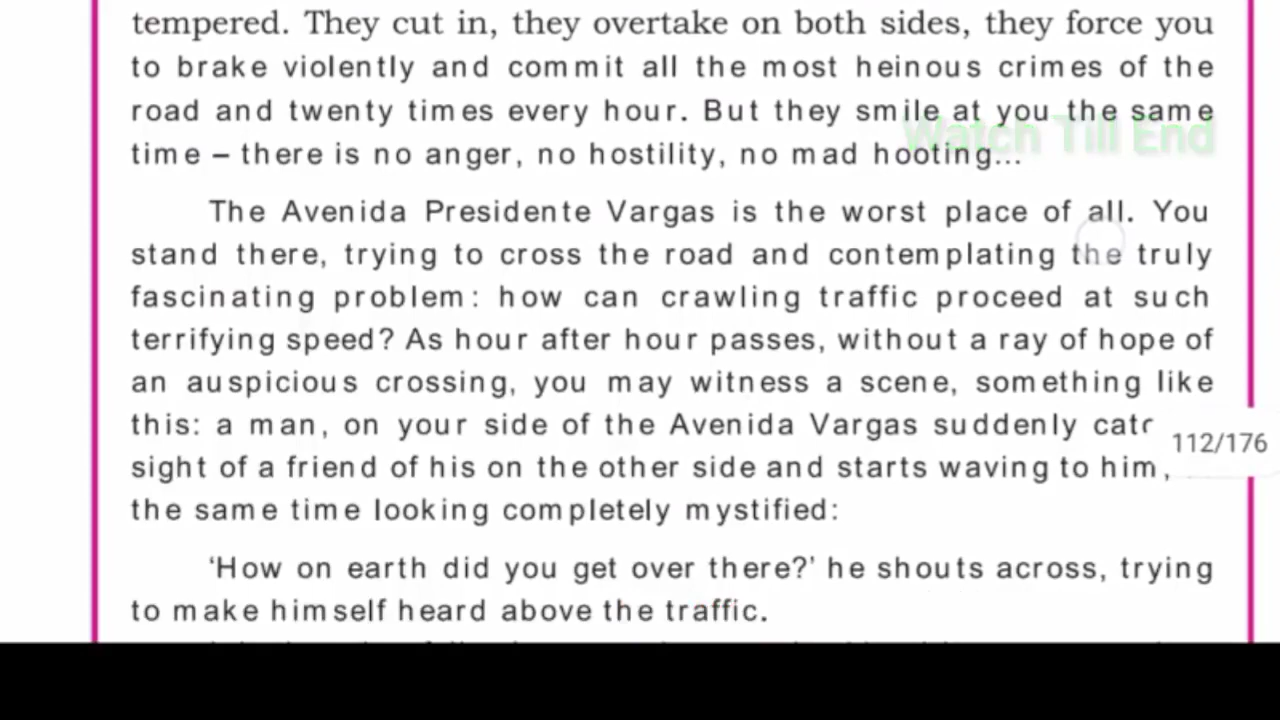 tempered. They cut in, they overtake on both sides, they force you
to brake violently and commit all the most heinous crimes of the
road and twenty times every hour. But they smile at you the same
time – there is no anger, no hostility, no mad hooting...
Watch Till End
The Avenida Presidente Vargas is the worst place of all. You
stand there, trying to cross the road and contemplating the truly
fascinating problem: how can crawling traffic proceed at such
terrifying speed? As hour after hour passes, without a ray of hope of
an auspicious crossing, you may witness a scene, something like
this: a man, on your side of the Avenida Vargas suddenly
112/176
sight of a friend of his on the other side and starts waving to him,
the same time looking completely mystified:
‘How on earth did you get over there?’ he shouts across, trying
to make himself heard above the traffic.